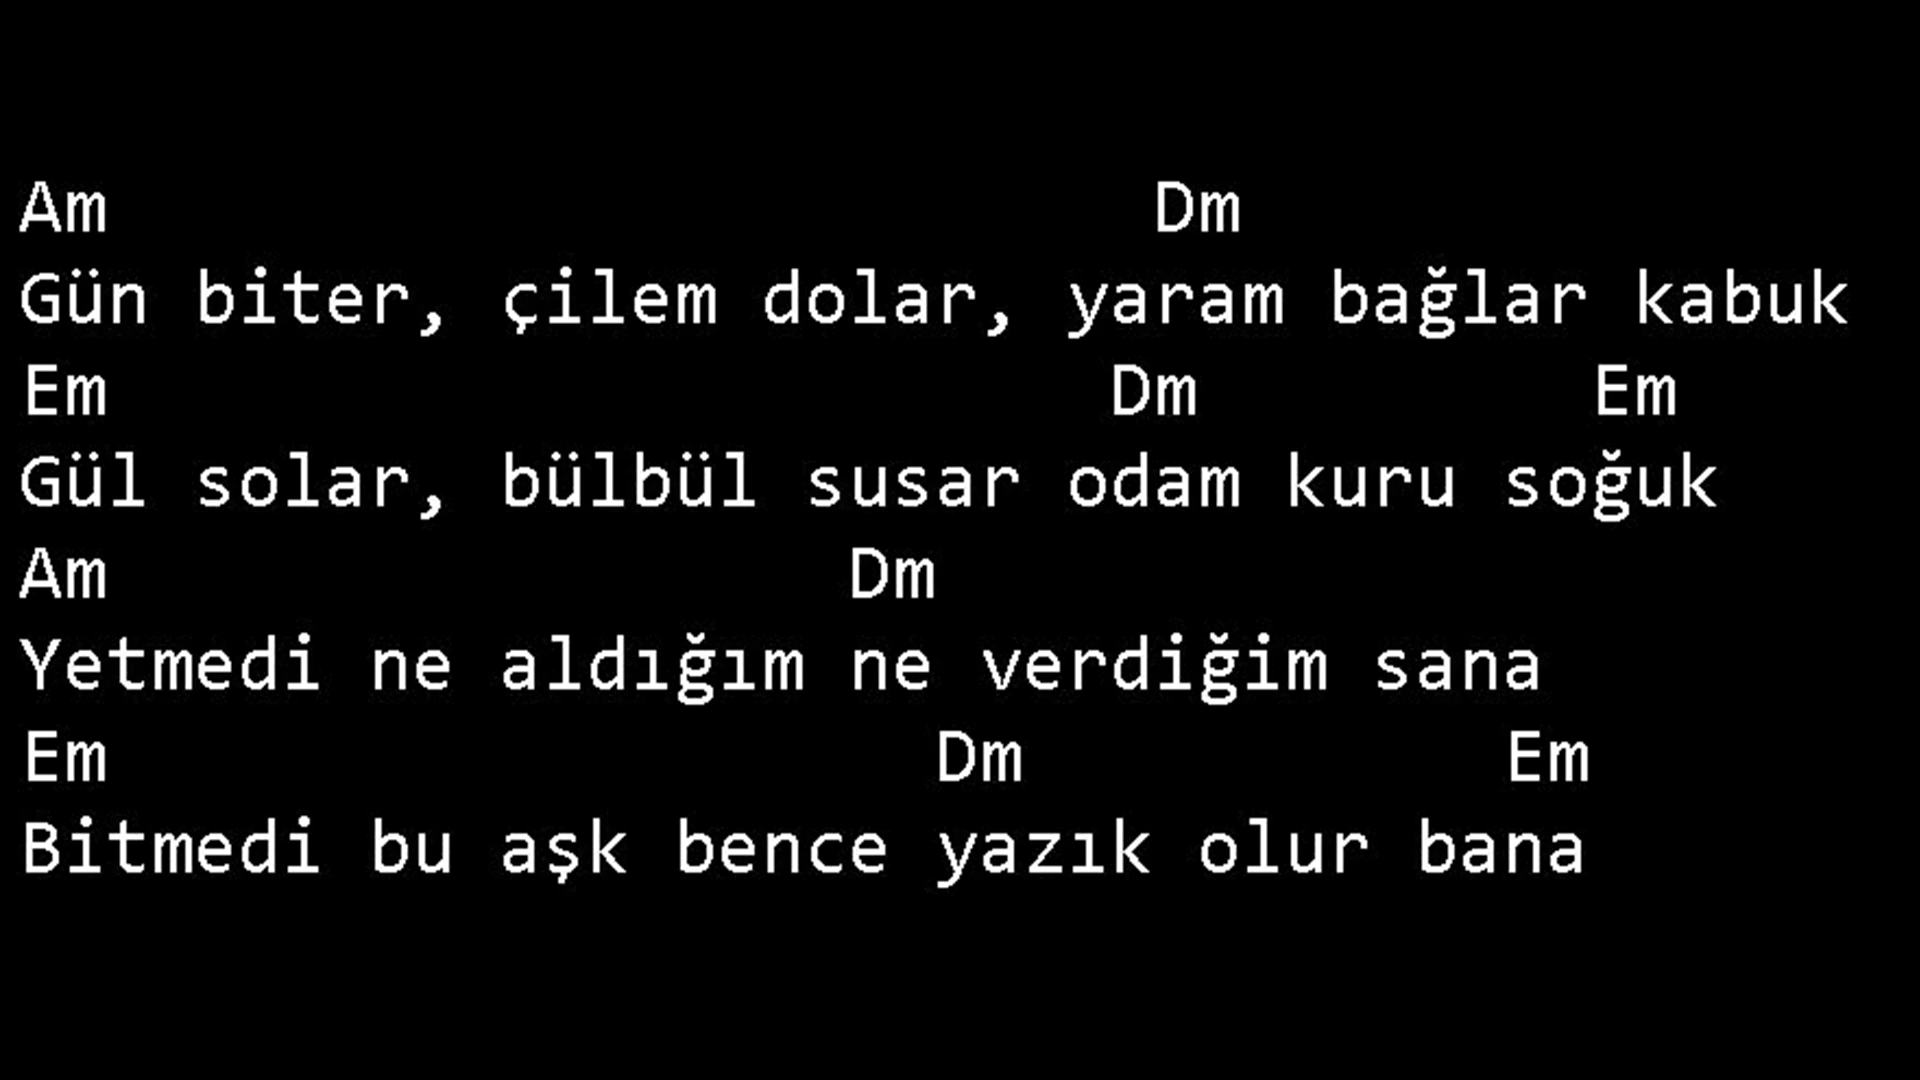 Am                        Dm
Gün biter, çilem dolar, yaram bağlar kabuk
Em                       Dm         Em
Gül solar, bülbül susar odam kuru soğuk
Am                 Dm
Yetmedi ne aldığım ne verdiğim sana
Em                   Dm           Em
Bitmedi bu aşk bence yazık olur bana